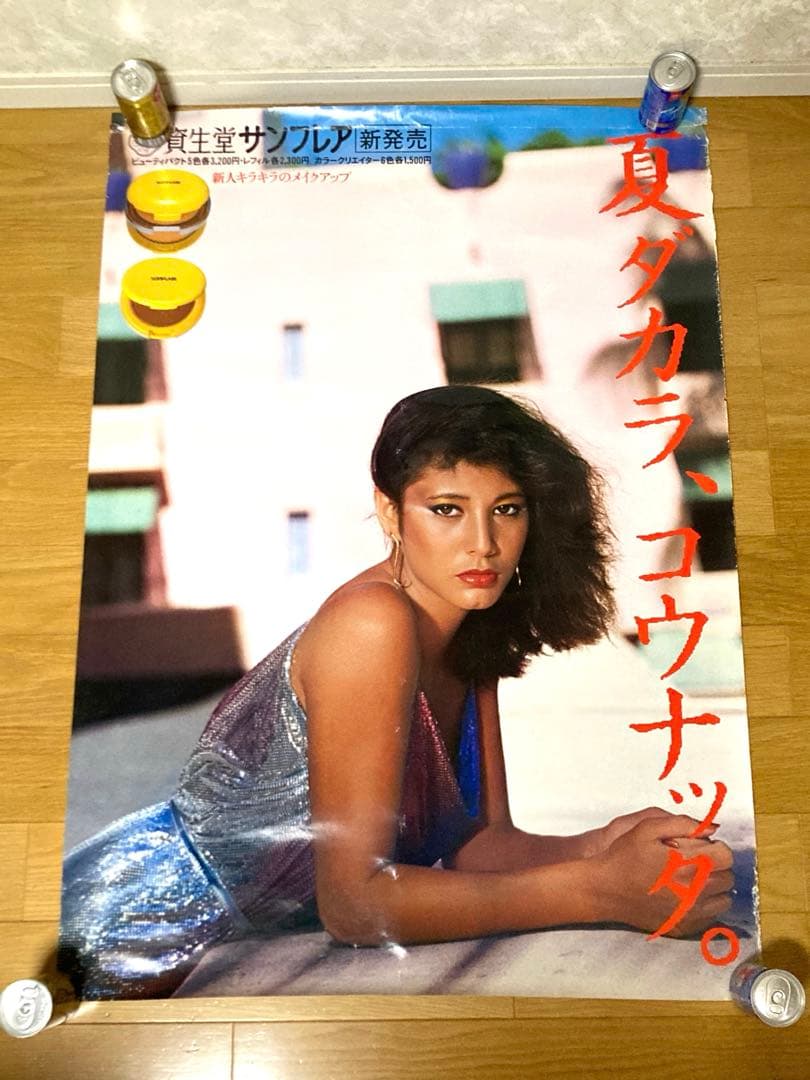 資生堂サンフレア 新発売
ビューティパクト5色各3,200円・レフィル各2,300円 カラークリエイター6色各1,500円
新人キラキラのメイクアップ
夏ダカラ、コウナッタ。